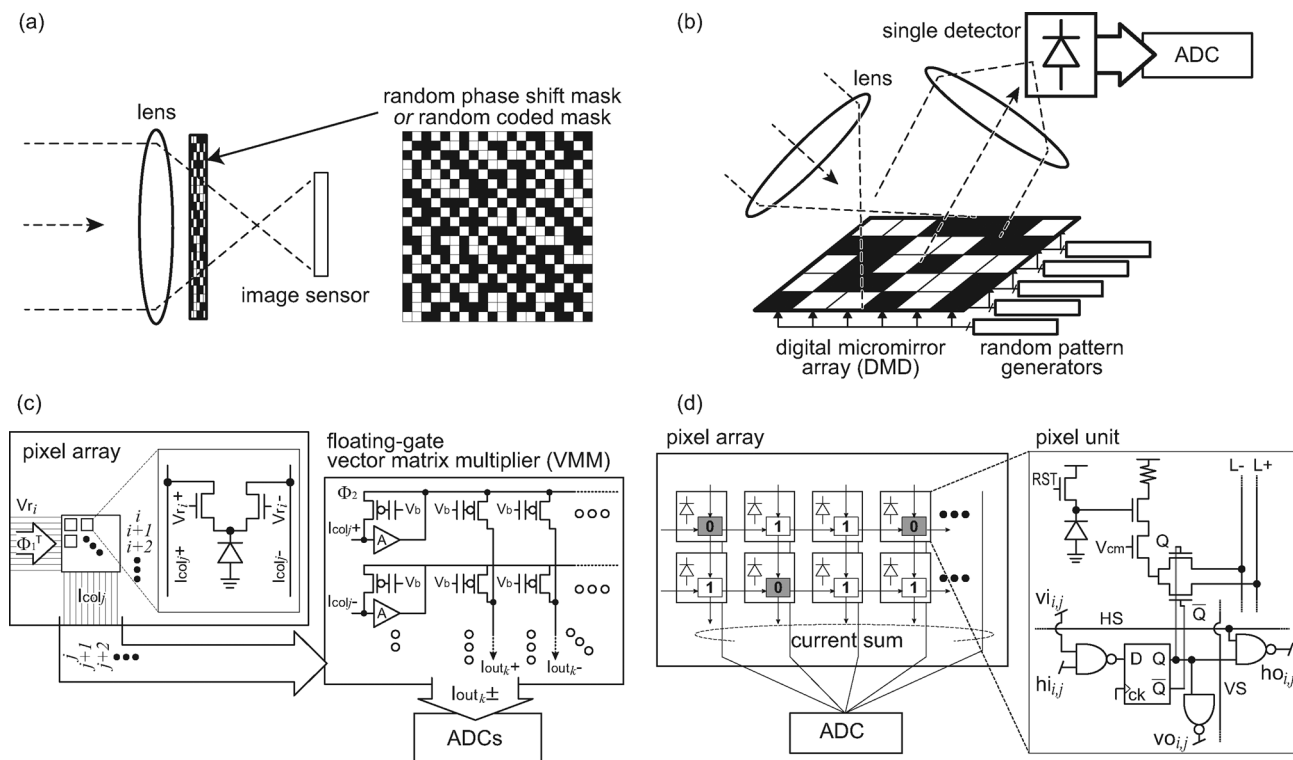 (a)
lens
random phase shift mask
or random coded mask
image sensor
(b)
single detector
ADC
lens
digital micromirror
array (DMD)
random pattern
generators
(c)
pixel array
Vri
Φ1T
i
i+1
i+2
Icolj
j
j+1
j+2
Vri+
Vri-
Icolj+
Icolj-
floating-gate
vector matrix multiplier (VMM)
Φ2
Vb
Vb
Vb
Icolj+
A
Vb
Vb
Vb
Icolj-
A
Ioutk+
Ioutk-
Ioutk±
ADCs
(d)
pixel array
0
1
1
0
1
0
1
1
current sum
ADC
pixel unit
RST
L-
L+
Vcm
Q
Q̅
vii,j
HS
hii,j
D Q
Q̅
ck
VS
hoi,j
voi,j